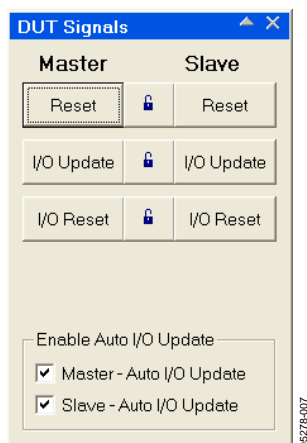 DUT Signals
Master Slave
Reset Reset
I/O Update I/O Update
I/O Reset I/O Reset
Enable Auto I/O Update
Master - Auto I/O Update
Slave - Auto I/O Update
5278-007